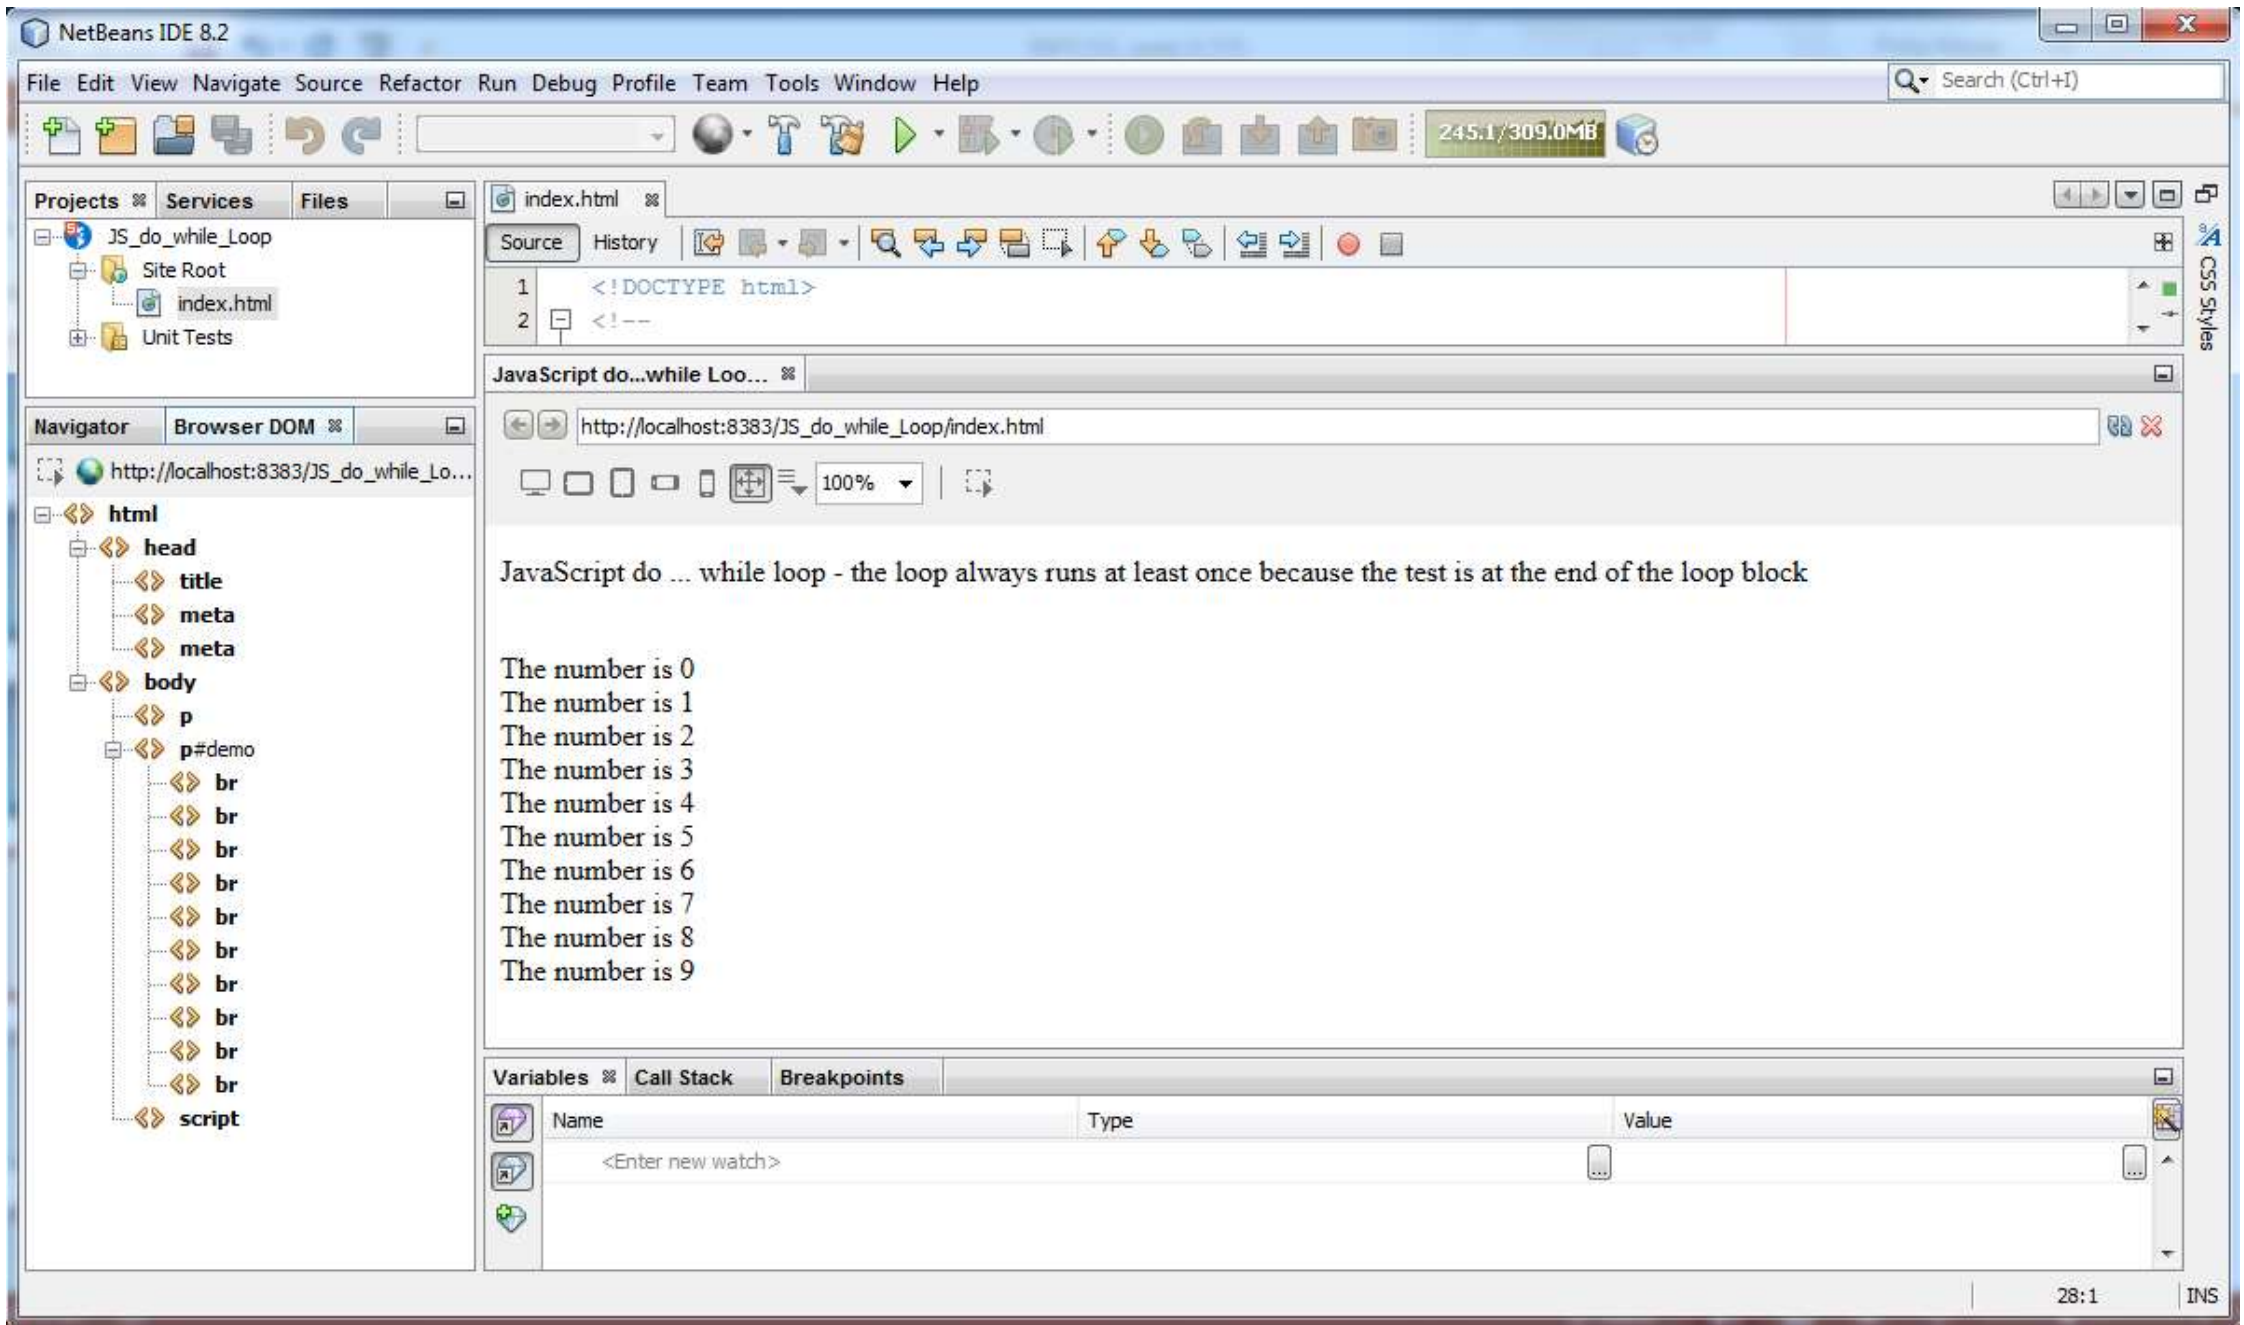 NetBeans IDE 8.2
File Edit View Navigate Source Refactor Run Debug Profile Team Tools Window Help
Search (Ctrl+I)
245.1/309.0MB
Projects Services Files
JS_do_while_Loop
Site Root
index.html
Unit Tests
Navigator Browser DOM
http://localhost:8383/JS_do_while_Lo...
html
head
title
meta
meta
body
p
p#demo
br
br
br
br
br
br
br
br
br
br
script
index.html
Source History
1 <!DOCTYPE html>
2 <!--
CSS Styles
JavaScript do...while Loo...
http://localhost:8383/JS_do_while_Loop/index.html
100%
JavaScript do ... while loop - the loop always runs at least once because the test is at the end of the loop block
The number is 0
The number is 1
The number is 2
The number is 3
The number is 4
The number is 5
The number is 6
The number is 7
The number is 8
The number is 9
Variables Call Stack Breakpoints
Name Type Value
<Enter new watch> ... ...
28:1 INS